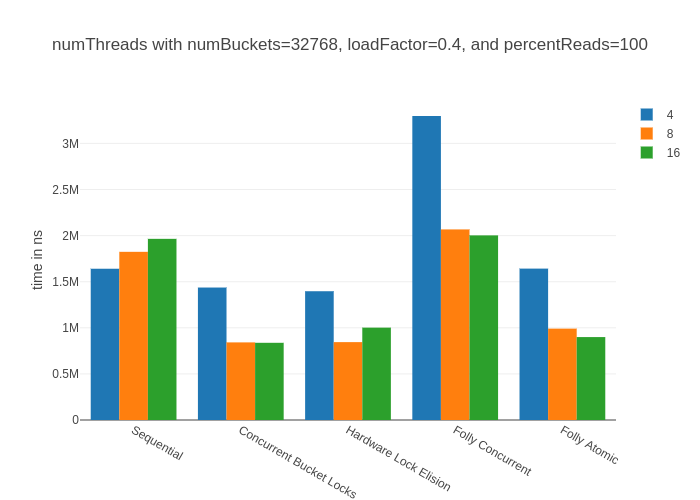 numThreads with numBuckets=32768, loadFactor=0.4, and percentReads=100
4
8
16
time in ns
3M
2.5M
2M
1.5M
1M
0.5M
0
Sequential
Concurrent Bucket Locks
Hardware Lock Elision
Folly Concurrent
Folly Atomic